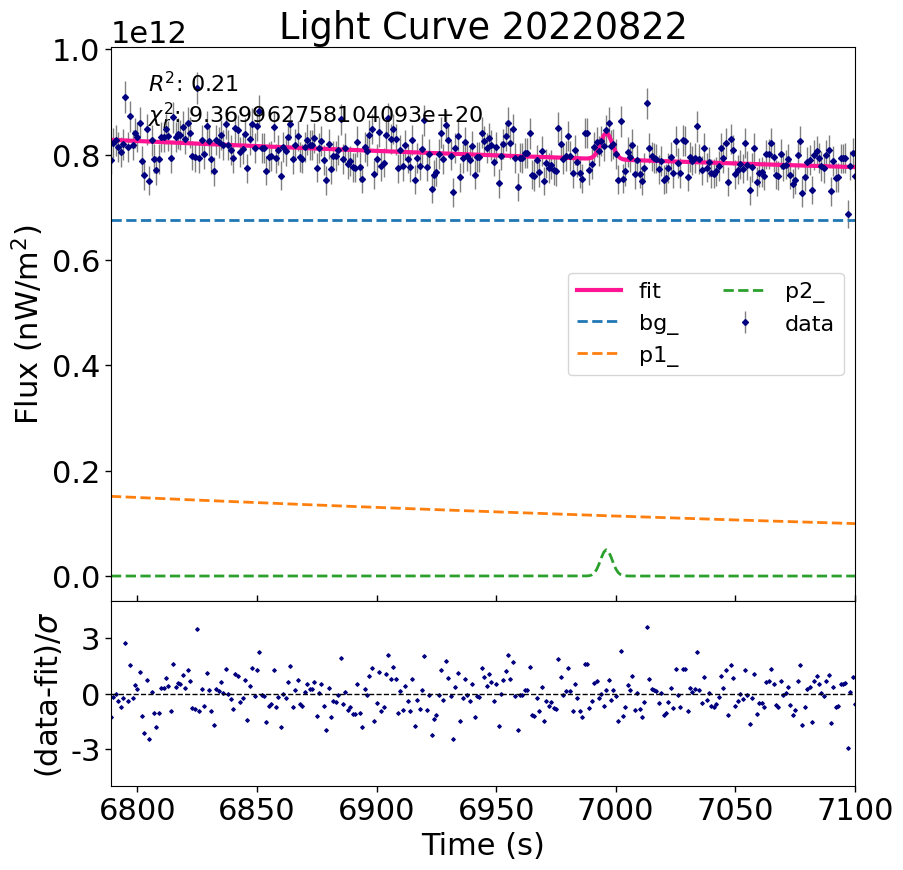 Light Curve 20220822
1e12
R²: 0.21
χ²: 9.369962758104093e+20
1.0
0.8
0.6
0.4
0.2
0.0
Flux (nW/m²)
fit
bg_
p1_
p2_
data
3
0
-3
(data-fit)/σ
6800 6850 6900 6950 7000 7050 7100
Time (s)